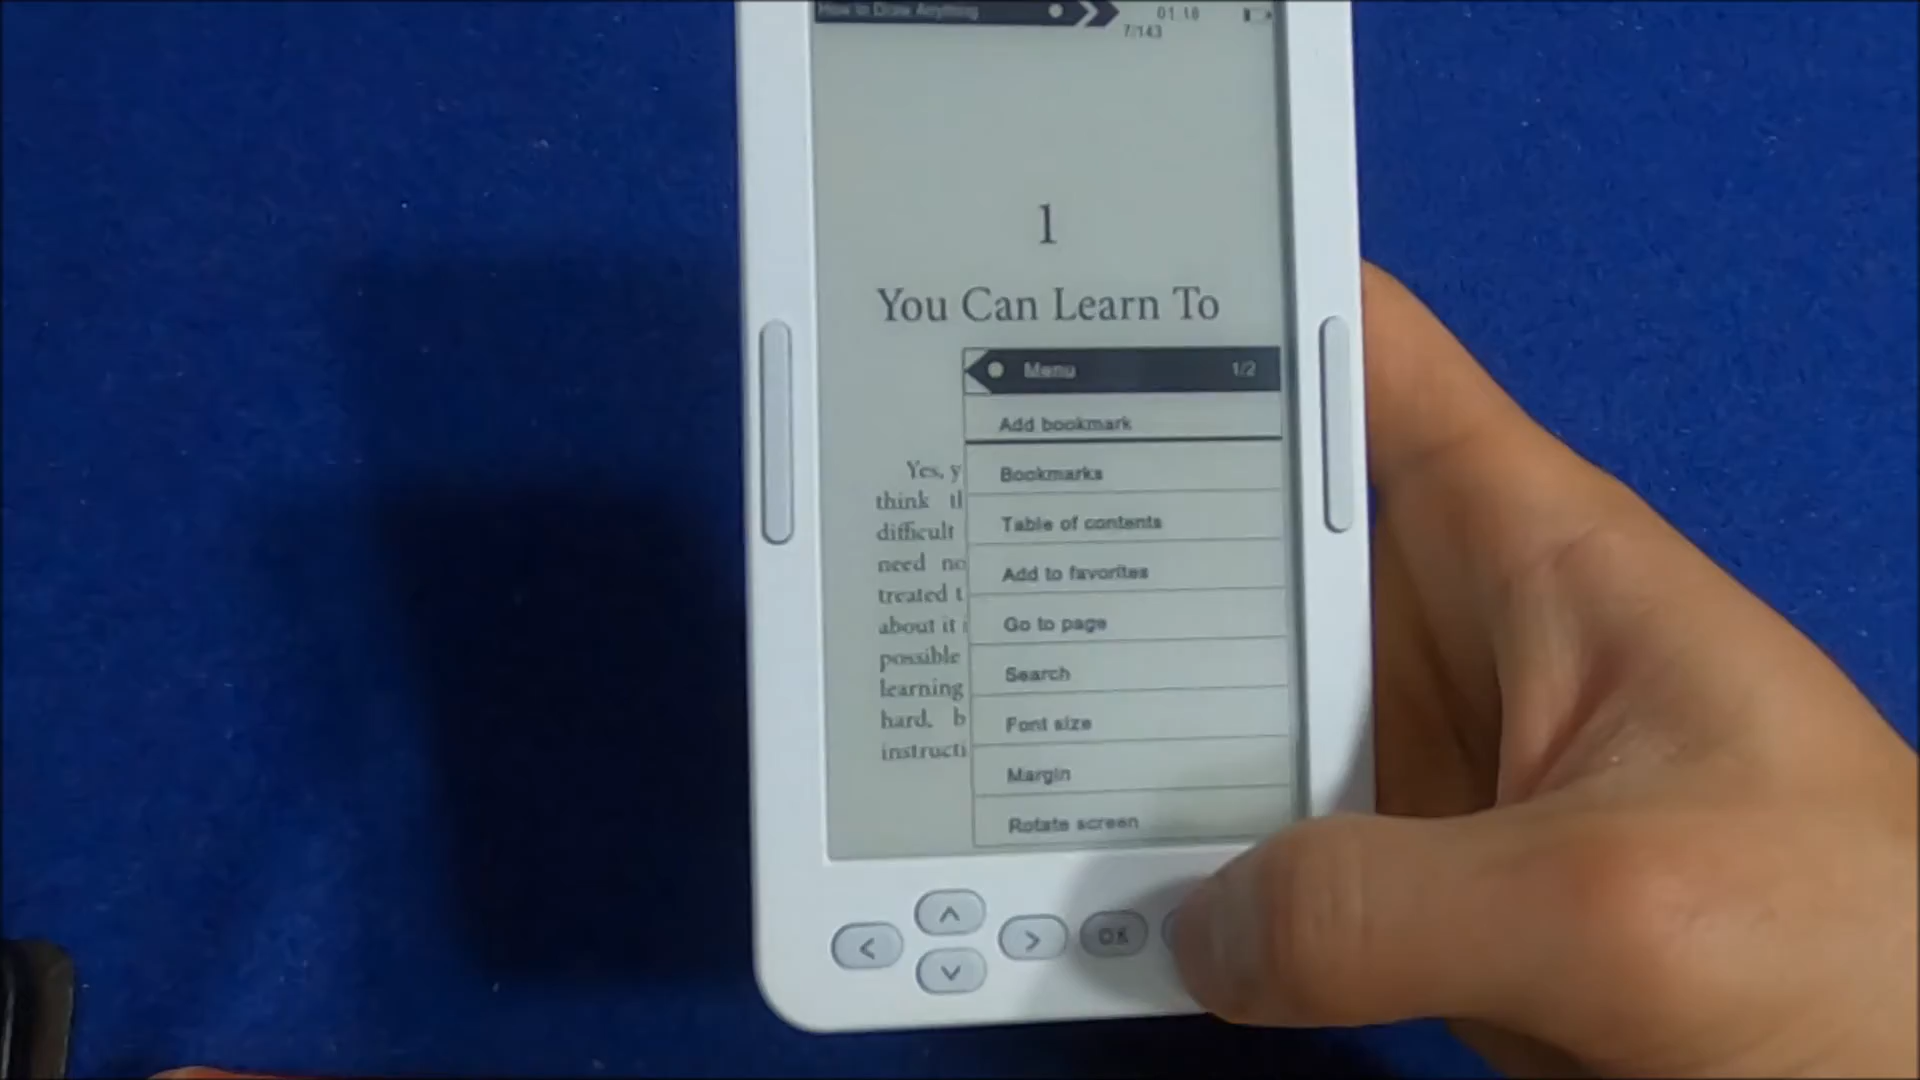 How to Draw Anything
01:18
7/143
1
You Can Learn To
Menu 1/2
Add bookmark
Bookmarks
Table of contents
Add to favorites
Go to page
Search
Font size
Margin
Rotate screen
Yes, y
think tl
difficult
need no
treated t
about it i
possible
learning
hard, b
instructi
< ^ v > OK